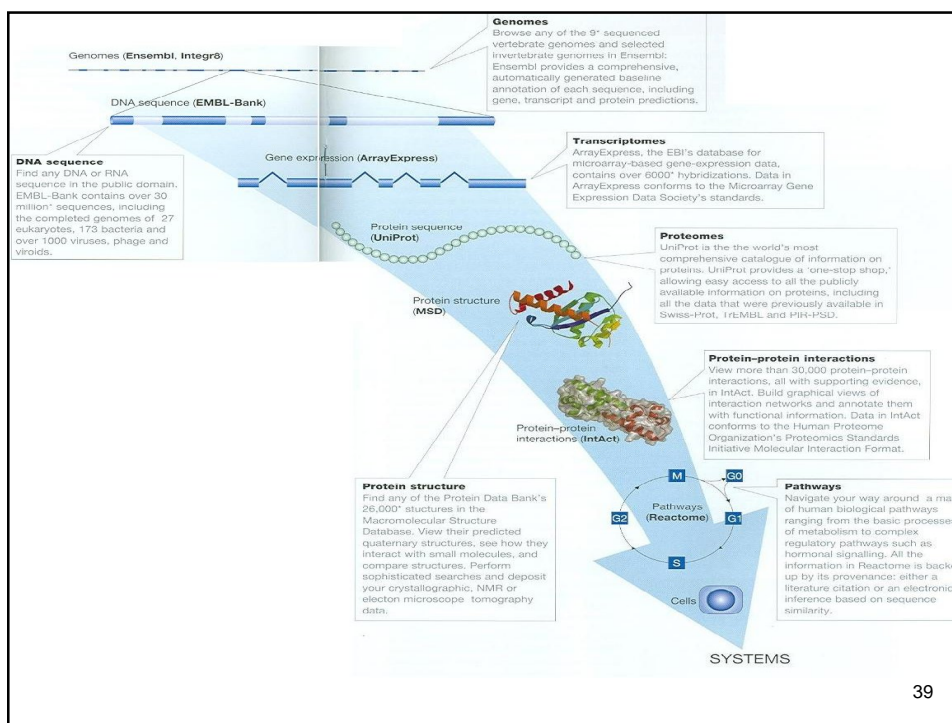 Genomes
Browse any of the 9* sequenced
vertebrate genomes and selected
invertebrate genomes in Ensembl.
Ensembl provides a comprehensive,
automatically generated baseline
annotation of each sequence, including
gene, transcript and protein predictions.
Genomes (Ensembl, Integr8)
DNA sequence (EMBL-Bank)
DNA sequence
Find any DNA or RNA
sequence in the public domain.
EMBL-Bank contains over 30
million* sequences, including
the completed genomes of 27
eukaryotes, 173 bacteria and
over 1000 viruses, phage and
viroids.
Gene expression (ArrayExpress)
Transcriptomes
ArrayExpress, the EBI's database for
microarray-based gene-expression data,
contains over 6000* hybridizations. Data in
ArrayExpress conforms to the Microarray Gene
Expression Data Society's standards.
Protein sequence
(UniProt)
Proteomes
UniProt is the the world's most
comprehensive catalogue of information on
proteins. UniProt provides a 'one-stop shop,'
allowing easy access to all the publicly
available information on proteins, including
all the data that were previously available in
Swiss-Prot, TrEMBL and PIR-PSD.
Protein structure
(MSD)
Protein–protein interactions
View more than 30,000 protein–protein
interactions, all with supporting evidence,
in IntAct. Build graphical views of
interaction networks and annotate them
with functional information. Data in IntAct
conforms to the Human Proteome
Organization's Proteomics Standards
Initiative Molecular Interaction Format.
Protein–protein
interactions (IntAct)
Protein structure
Find any of the Protein Data Bank's
26,000* stuctures in the
Macromolecular Structure
Database. View their predicted
quaternary structures, see how they
interact with small molecules, and
compare structures. Perform
sophisticated searches and deposit
your crystallographic, NMR or
electon microscope tomography
data.
M
G0
G2
Pathways
(Reactome)
G1
S
Pathways
Navigate your way around a ma
of human biological pathways
ranging from the basic processe
of metabolism to complex
regulatory pathways such as
hormonal signalling. All the
information in Reactome is backe
up by its provenance: either a
literature citation or an electronic
inference based on sequence
similarity.
Cells
SYSTEMS
39